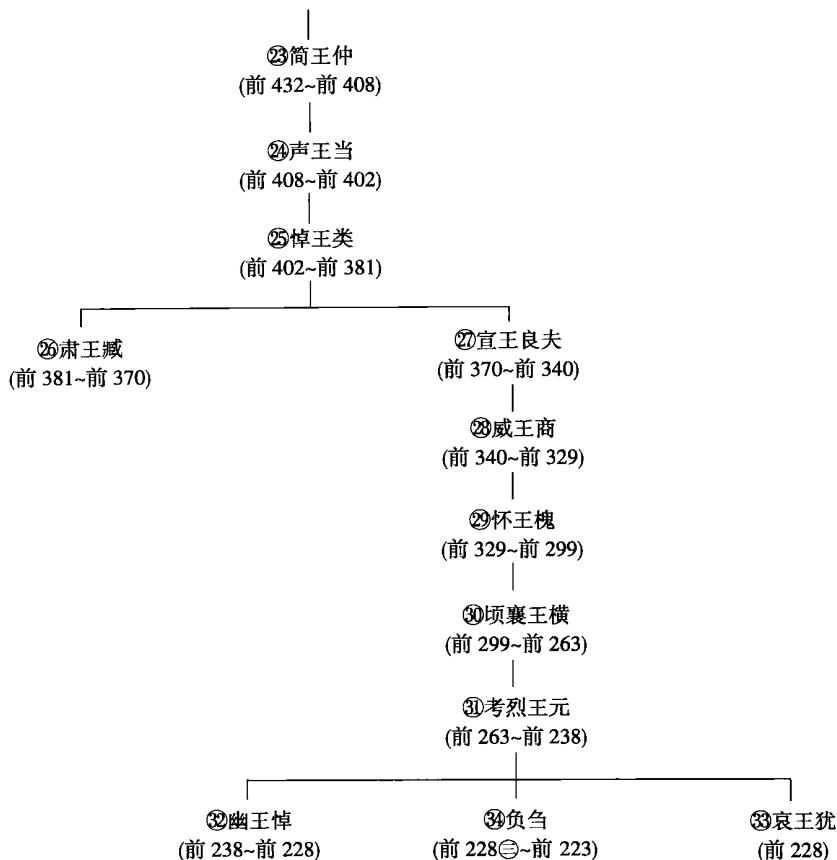 ㉓简王仲
(前 432~前 408)
㉔声王当
(前 408~前 402)
㉕悼王类
(前 402~前 381)
㉖肃王臧
(前 381~前 370)
㉗宣王良夫
(前 370~前 340)
㉘威王商
(前 340~前 329)
㉙怀王槐
(前 329~前 299)
㉚顷襄王横
(前 299~前 263)
㉛考烈王元
(前 263~前 238)
㉜幽王悼
(前 238~前 228)
㉞负刍
(前 228㊂~前 223)
㉝哀王犹
(前 228)